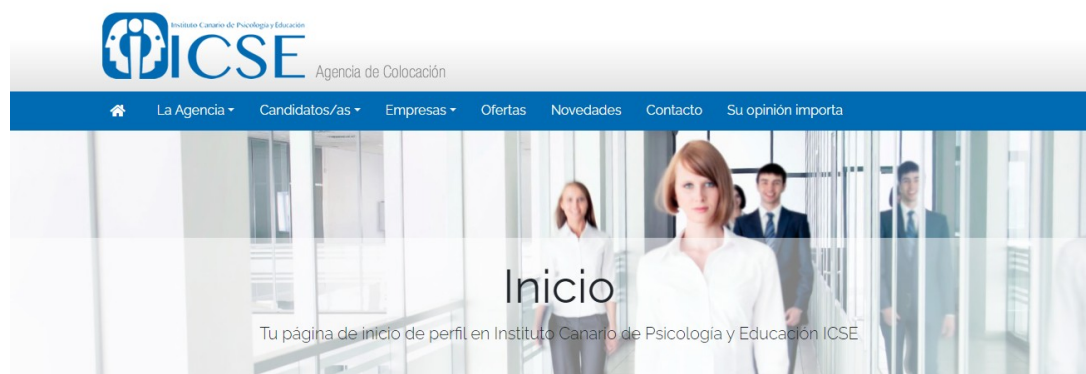 Instituto Canario de Psicología y Educación
ICSE
Agencia de Colocación
La Agencia
Candidatos/as
Empresas
Ofertas
Novedades
Contacto
Su opinión importa
Inicio
Tu página de inicio de perfil en Instituto Canario de Psicología y Educación ICSE